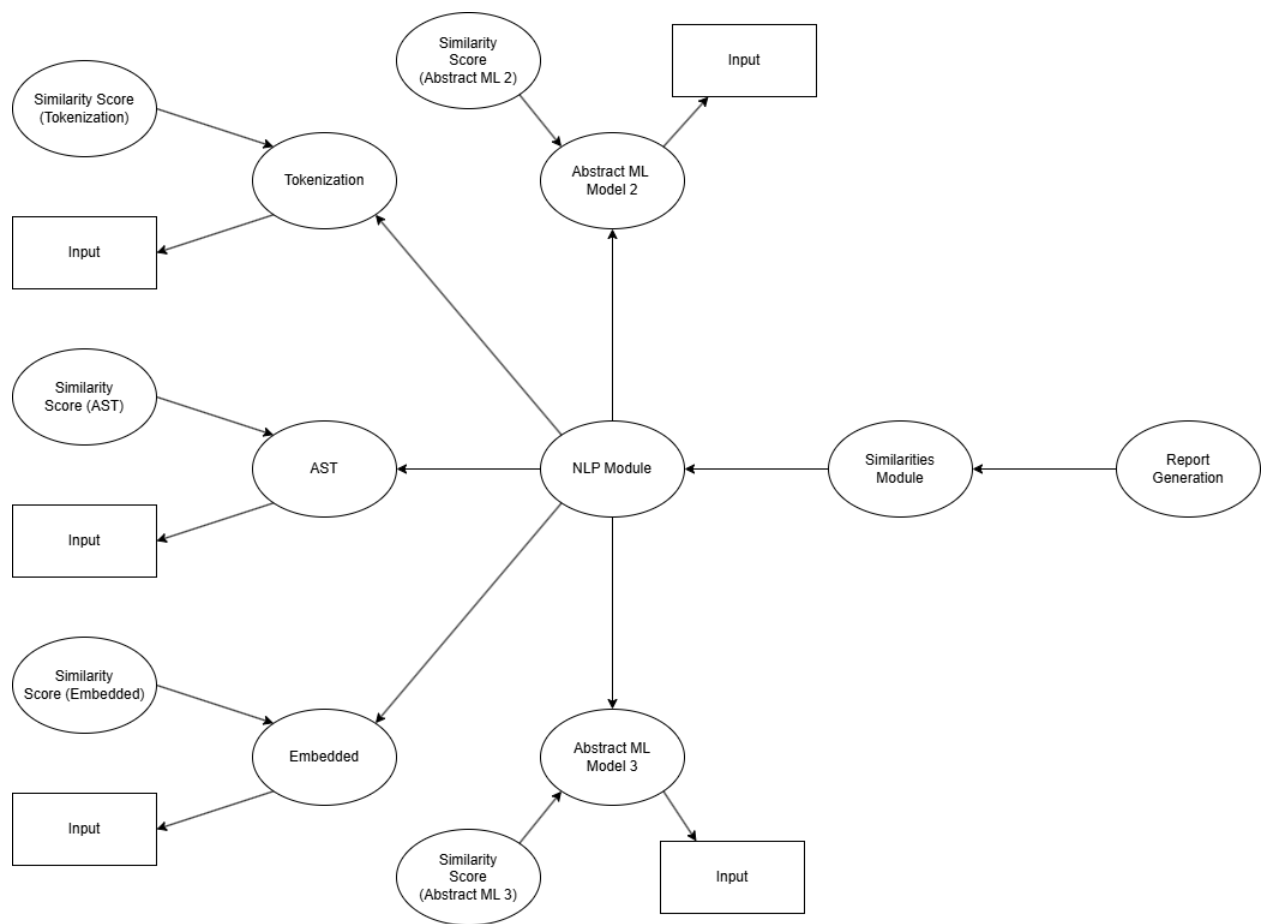 Similarity
Score
(Abstract ML 2)
Input
Similarity Score
(Tokenization)
Tokenization
Abstract ML
Model 2
Input
Similarity
Score (AST)
AST
NLP Module
Similarities
Module
Report
Generation
Input
Similarity
Score (Embedded)
Embedded
Abstract ML
Model 3
Input
Similarity
Score
(Abstract ML 3)
Input